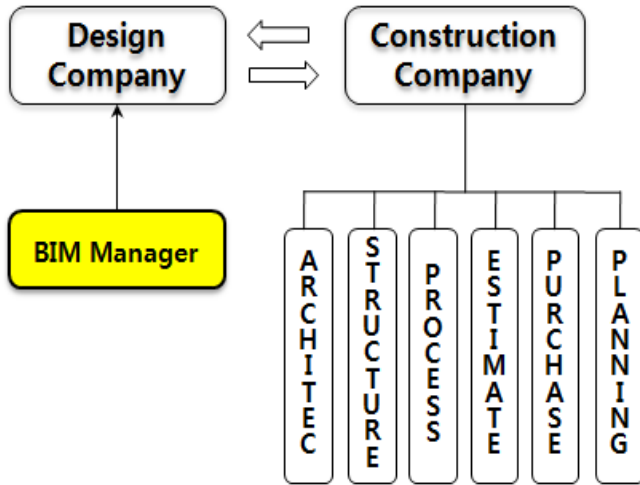 Design
Company
Construction
Company
BIM Manager
ARCHITEC
STRUCTURE
PROCESS
ESTIMATE
PURCHASE
PLANNING